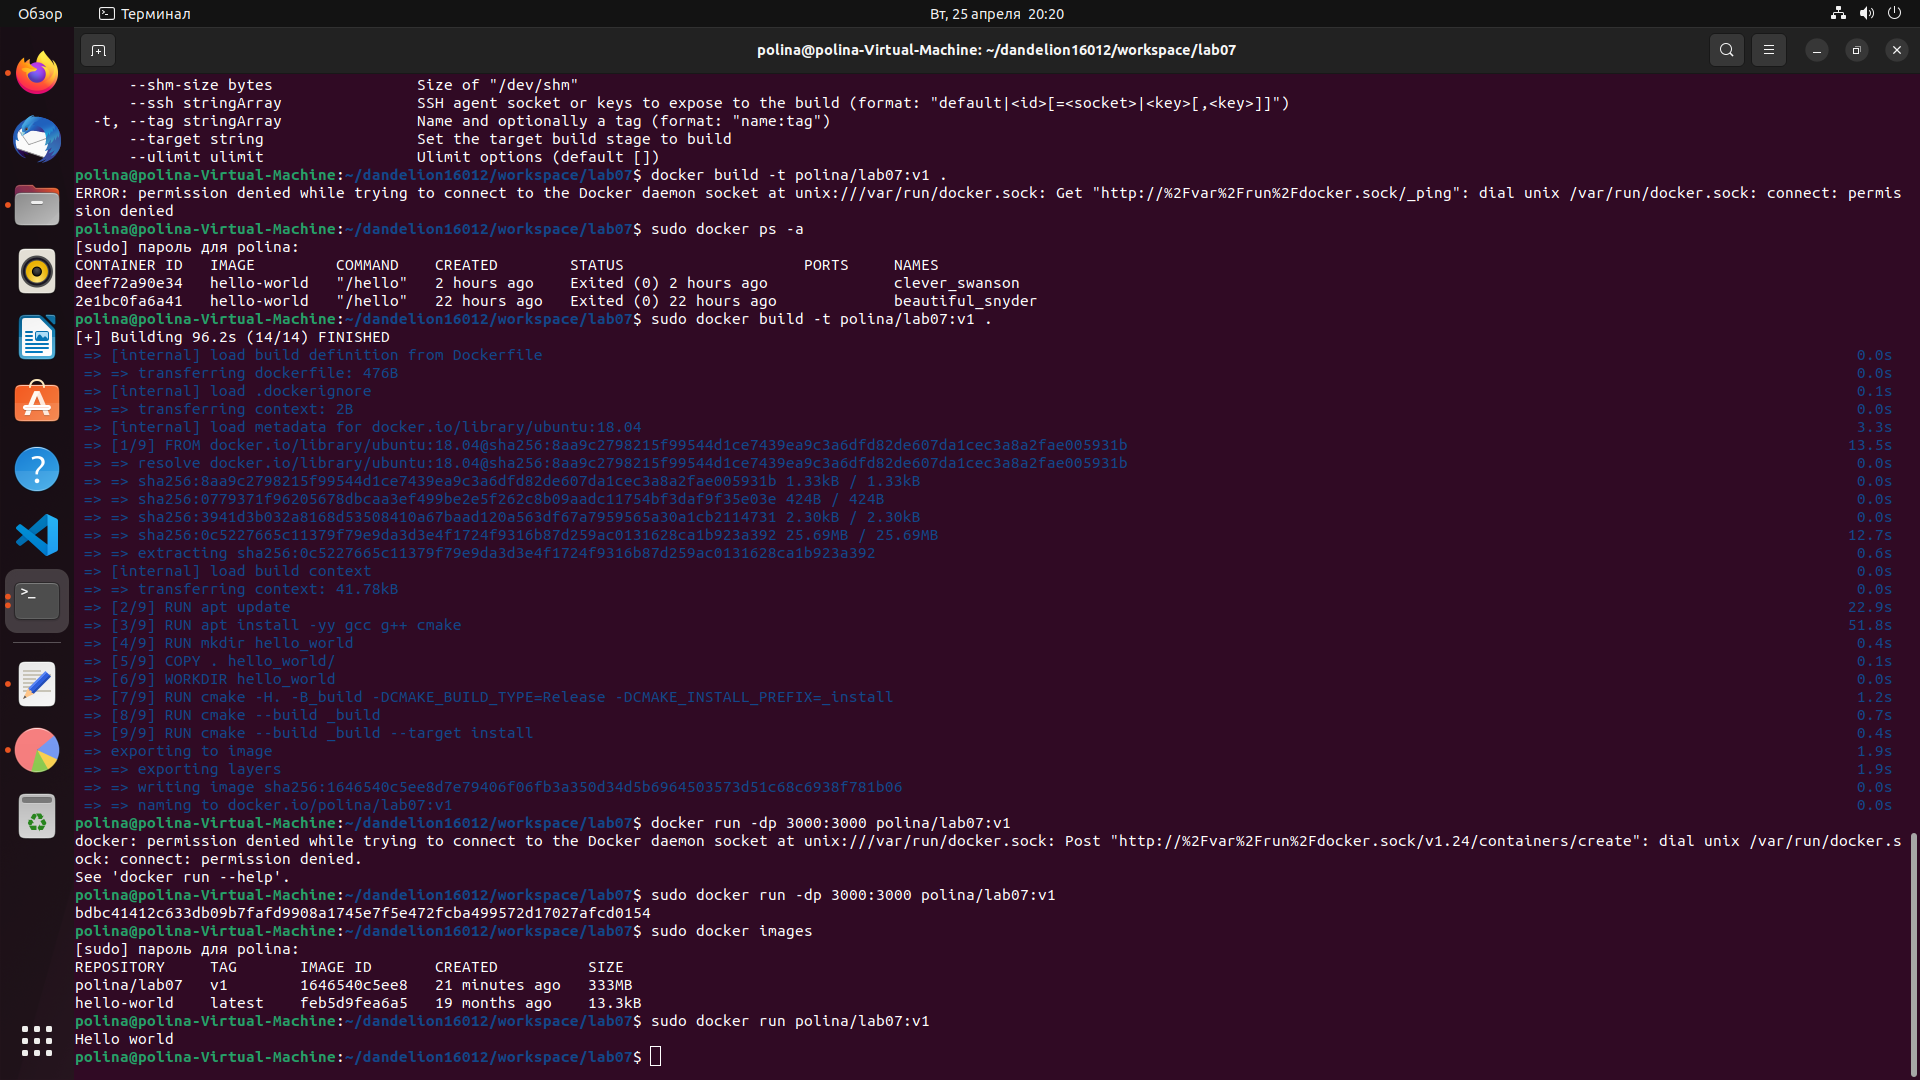 Обзор
Терминал
Вт, 25 апреля 20:20
polina@polina-Virtual-Machine: ~/dandelion16012/workspace/lab07
--shm-size bytes Size of "/dev/shm"
--ssh stringArray SSH agent socket or keys to expose to the build (format: "default|<id>[=<socket>|<key>[,<key>]]")
-t, --tag stringArray Name and optionally a tag (format: "name:tag")
--target string Set the target build stage to build
--ulimit ulimit Ulimit options (default [])
polina@polina-Virtual-Machine:~/dandelion16012/workspace/lab07$ docker build -t polina/lab07:v1 .
ERROR: permission denied while trying to connect to the Docker daemon socket at unix:///var/run/docker.sock: Get "http://%2Fvar%2Frun%2Fdocker.sock/_ping": dial unix /var/run/docker.sock: connect: permis
sion denied
polina@polina-Virtual-Machine:~/dandelion16012/workspace/lab07$ sudo docker ps -a
[sudo] пароль для polina:
CONTAINER ID IMAGE COMMAND CREATED STATUS PORTS NAMES
deef72a90e34 hello-world "/hello" 2 hours ago Exited (0) 2 hours ago clever_swanson
2e1bc0fa6a41 hello-world "/hello" 22 hours ago Exited (0) 22 hours ago beautiful_snyder
polina@polina-Virtual-Machine:~/dandelion16012/workspace/lab07$ sudo docker build -t polina/lab07:v1 .
[+] Building 96.2s (14/14) FINISHED
=> [internal] load build definition from Dockerfile 0.0s
=> => transferring dockerfile: 476B 0.0s
=> [internal] load .dockerignore 0.1s
=> => transferring context: 2B 0.0s
=> [internal] load metadata for docker.io/library/ubuntu:18.04 3.3s
=> [1/9] FROM docker.io/library/ubuntu:18.04@sha256:8aa9c2798215f99544d1ce7439ea9c3a6dfd82de607da1cec3a8a2fae005931b 13.5s
=> => resolve docker.io/library/ubuntu:18.04@sha256:8aa9c2798215f99544d1ce7439ea9c3a6dfd82de607da1cec3a8a2fae005931b 0.0s
=> => sha256:8aa9c2798215f99544d1ce7439ea9c3a6dfd82de607da1cec3a8a2fae005931b 1.33kB / 1.33kB 0.0s
=> => sha256:0779371f96205678dbcaa3ef499be2e5f262c8b09aadc11754bf3daf9f35e03e 424B / 424B 0.0s
=> => sha256:3941d3b032a8168d53508410a67baad120a563df67a7959565a30a1cb2114731 2.30kB / 2.30kB 0.0s
=> => sha256:0c5227665c11379f79e9da3d3e4f1724f9316b87d259ac0131628ca1b923a392 25.69MB / 25.69MB 12.7s
=> => extracting sha256:0c5227665c11379f79e9da3d3e4f1724f9316b87d259ac0131628ca1b923a392 0.6s
=> [internal] load build context 0.0s
=> => transferring context: 41.78kB 0.0s
=> [2/9] RUN apt update 22.9s
=> [3/9] RUN apt install -yy gcc g++ cmake 51.8s
=> [4/9] RUN mkdir hello_world 0.4s
=> [5/9] COPY . hello_world/ 0.1s
=> [6/9] WORKDIR hello_world 0.0s
=> [7/9] RUN cmake -H. -B_build -DCMAKE_BUILD_TYPE=Release -DCMAKE_INSTALL_PREFIX=_install 1.2s
=> [8/9] RUN cmake --build _build 0.7s
=> [9/9] RUN cmake --build _build --target install 0.4s
=> exporting to image 1.9s
=> => exporting layers 1.9s
=> => writing image sha256:1646540c5ee8d7e79406f06fb3a350d34d5b6964503573d51c68c6938f781b06 0.0s
=> => naming to docker.io/polina/lab07:v1 0.0s
polina@polina-Virtual-Machine:~/dandelion16012/workspace/lab07$ docker run -dp 3000:3000 polina/lab07:v1
docker: permission denied while trying to connect to the Docker daemon socket at unix:///var/run/docker.sock: Post "http://%2Fvar%2Frun%2Fdocker.sock/v1.24/containers/create": dial unix /var/run/docker.s
ock: connect: permission denied.
See 'docker run --help'.
polina@polina-Virtual-Machine:~/dandelion16012/workspace/lab07$ sudo docker run -dp 3000:3000 polina/lab07:v1
bdbc41412c633db09b7fafd9908a1745e7f5e472fcba499572d17027afcd0154
polina@polina-Virtual-Machine:~/dandelion16012/workspace/lab07$ sudo docker images
[sudo] пароль для polina:
REPOSITORY TAG IMAGE ID CREATED SIZE
polina/lab07 v1 1646540c5ee8 21 minutes ago 333MB
hello-world latest feb5d9fea6a5 19 months ago 13.3kB
polina@polina-Virtual-Machine:~/dandelion16012/workspace/lab07$ sudo docker run polina/lab07:v1
Hello world
polina@polina-Virtual-Machine:~/dandelion16012/workspace/lab07$